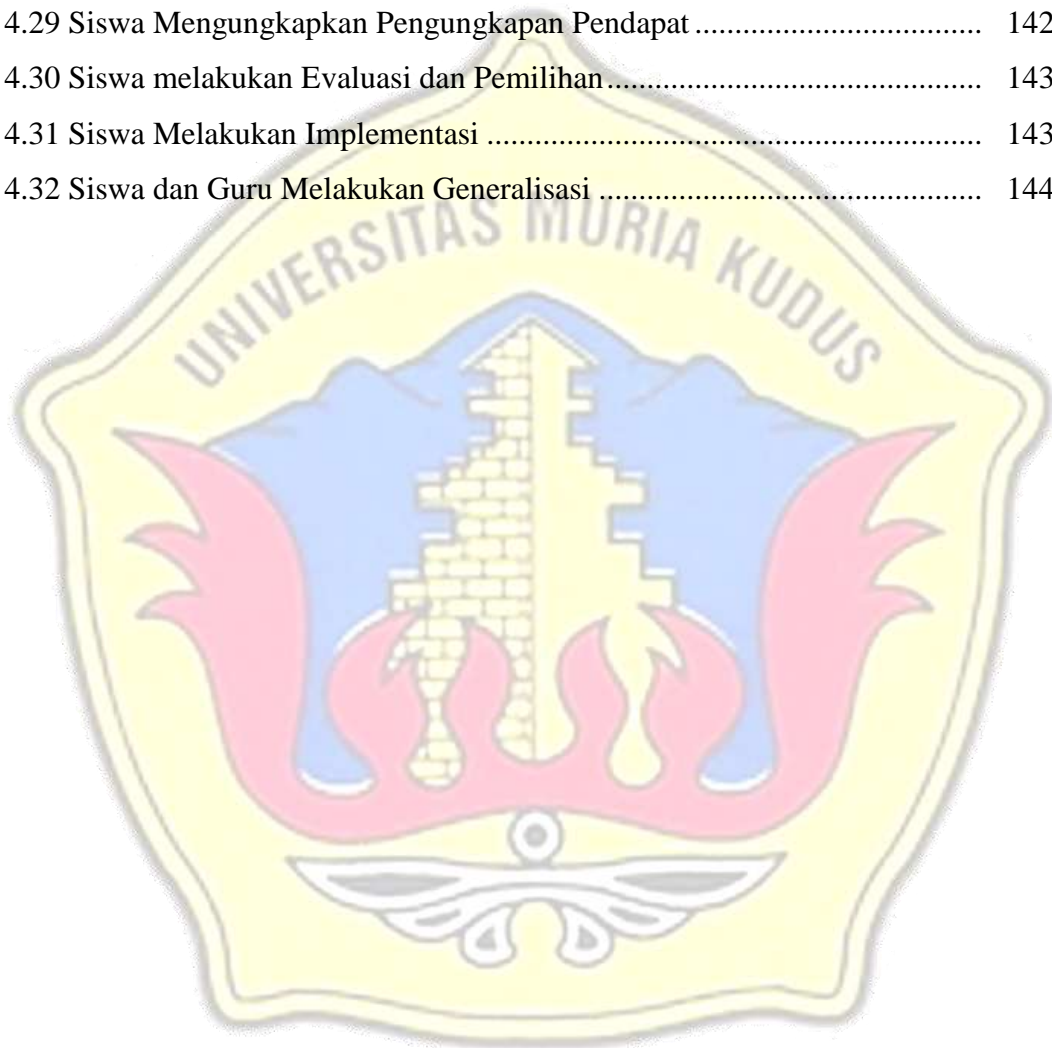 4.29 Siswa Mengungkapkan Pengungkapan Pendapat .................................. 142
4.30 Siswa melakukan Evaluasi dan Pemilihan ............................................. 143
4.31 Siswa Melakukan Implementasi ........................................................... 143
4.32 Siswa dan Guru Melakukan Generalisasi .............................................. 144
UNIVERSITAS MURIA KUDUS